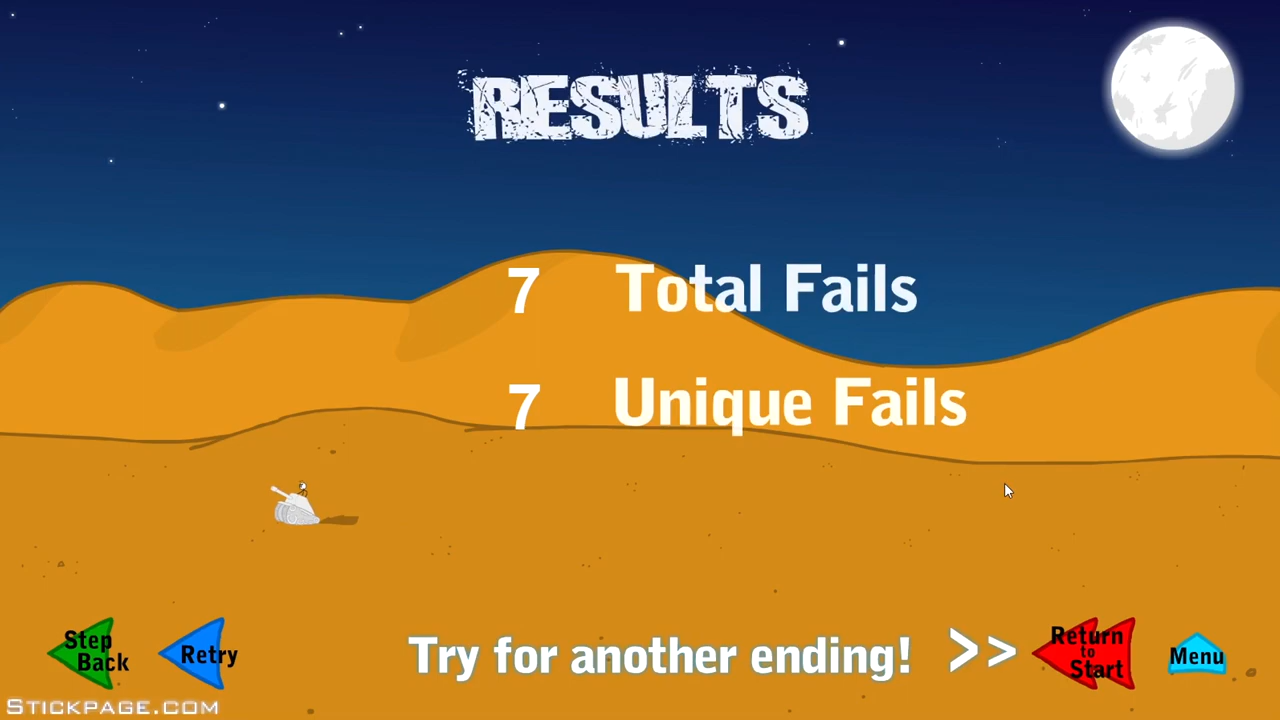 RESULTS
7 Total Fails
7 Unique Fails
Step Back
Retry
Try for another ending! >>
Return to Start
Menu
STICKPAGE.COM